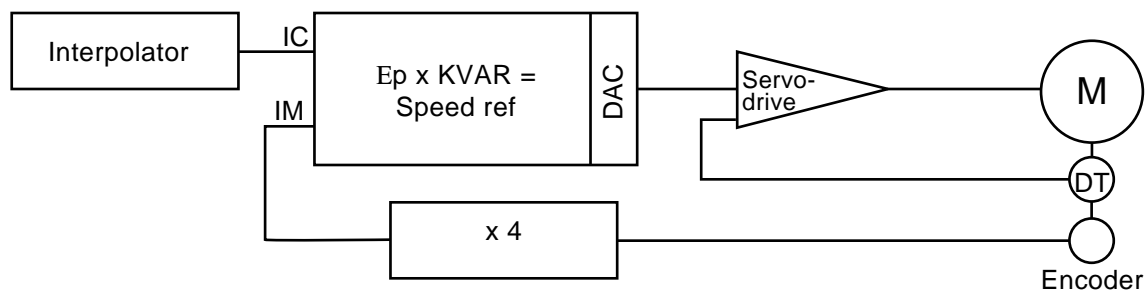 Interpolator
IC
Ep x KVAR =
Speed ref
IM
DAC
Servo-
drive
M
DT
x 4
Encoder